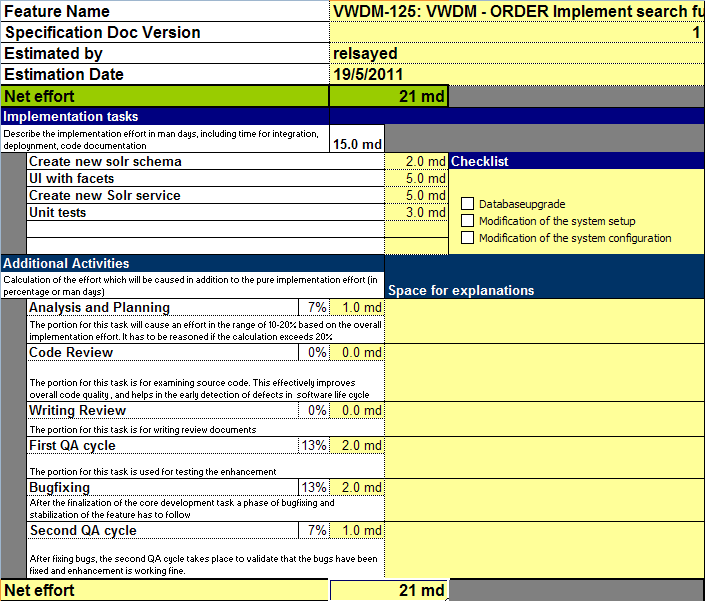 Feature Name VWDM-125: VWDM - ORDER Implement search fu
Specification Doc Version 1
Estimated by relsayed
Estimation Date 19/5/2011
Net effort 21 md
Implementation tasks
Describe the implementation effort in man days, including time for integration,
deployment, code documentation 15.0 md
Create new solr schema 2.0 md Checklist
UI with facets 5.0 md
Create new Solr service 5.0 md
Databaseupgrade
Unit tests 3.0 md
Modification of the system setup
Modification of the system configuration
Additional Activities
Calculation of the effort which will be caused in addition to the pure implementation effort (in
percentage or man days)
Space for explanations
Analysis and Planning 7% 1.0 md
The portion for this task will cause an effort in the range of 10-20% based on the overall
implementation effort. It has to be reasoned if the calculation exceeds 20%
Code Review 0% 0.0 md
The portion for this task is for examining source code. This effectively improves
overall code quality , and helps in the early detection of defects in software life cycle
Writing Review 0% 0.0 md
The portion for this task is for writing review documents
First QA cycle 13% 2.0 md
The portion for this task is used for testing the enhancement
Bugfixing 13% 2.0 md
After the finalization of the core development task a phase of bugfixing and
stabilization of the feature has to follow
Second QA cycle 7% 1.0 md
After fixing bugs, the second QA cycle takes place to validate that the bugs have been
fixed and enhancement is working fine.
Net effort 21 md